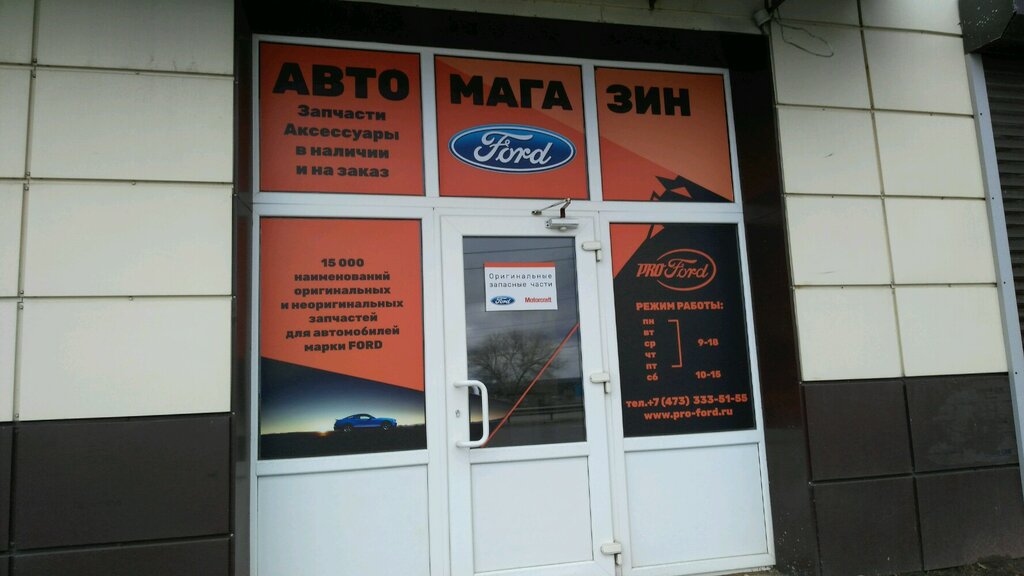 АВТО МАГА ЗИН
Запчасти
Аксессуары
в наличии
и на заказ
Ford
15 000
наименований
оригинальных
и неоригинальных
запчастей
для автомобилей
марки FORD
Оригинальные
запасные части
Ford Motorcraft
PRO Ford
РЕЖИМ РАБОТЫ:
пн
вт
ср 9-18
чт
пт
сб 10-15
тел.+7 (473) 333-51-55
www.pro-ford.ru